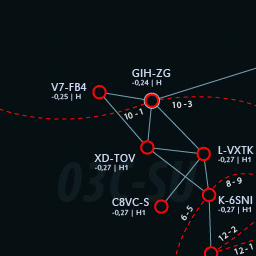 GIH-ZG
-0,24 | H
V7-FB4
-0,25 | H
10-1
10-3
XD-TOV
-0,27 | H1
L-VXTK
-0,27 | H1
8-9
C8VC-S
-0,27 | H1
K-6SNI
-0,27 | H1
6-5
12-2
12-1